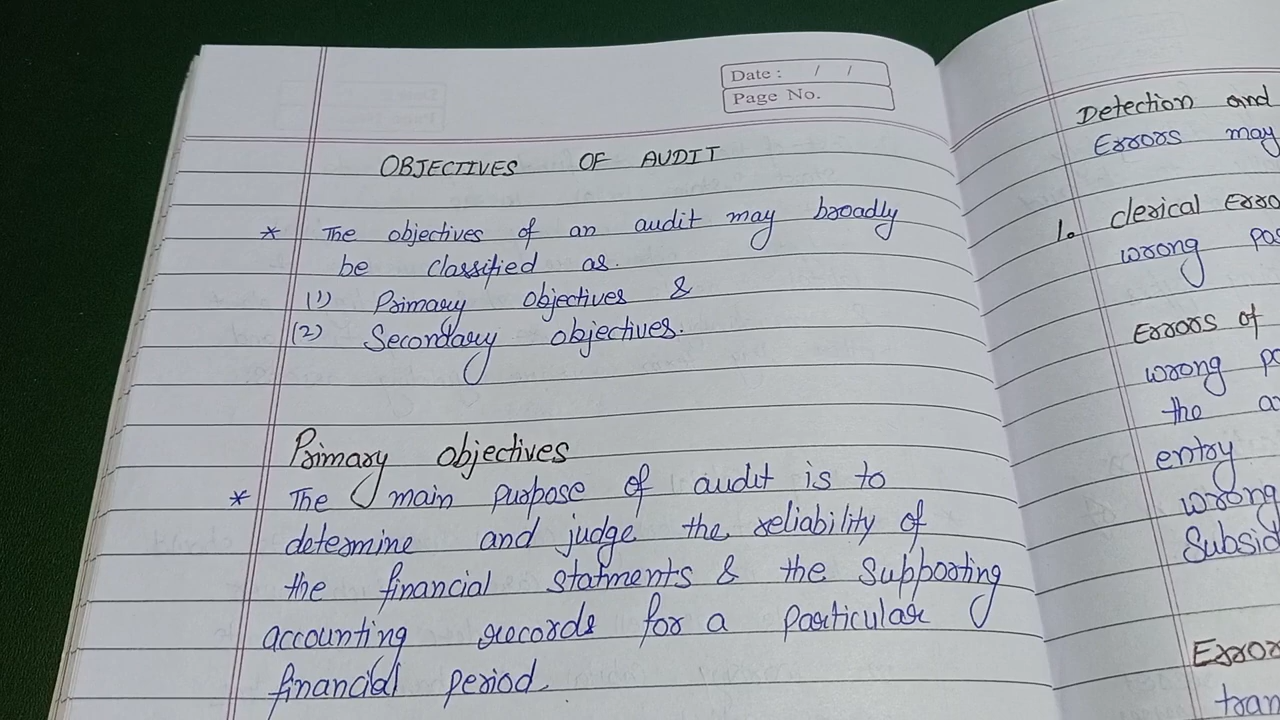 Date : / /
Page No.
OBJECTIVES OF AUDIT
* The objectives of an audit may broadly
be classified as.
(1) Primary objectives &
(2) Secondary objectives.
Primary objectives
* The main purpose of audit is to
determine and judge the reliability of
the financial statments & the supporting
accounting records for a particular
financial period.
Detection and
Errors may
1. clerical Erro
wrong pos
Errors of
wrong po
the
entry
wrong
Subsid
Error
tran